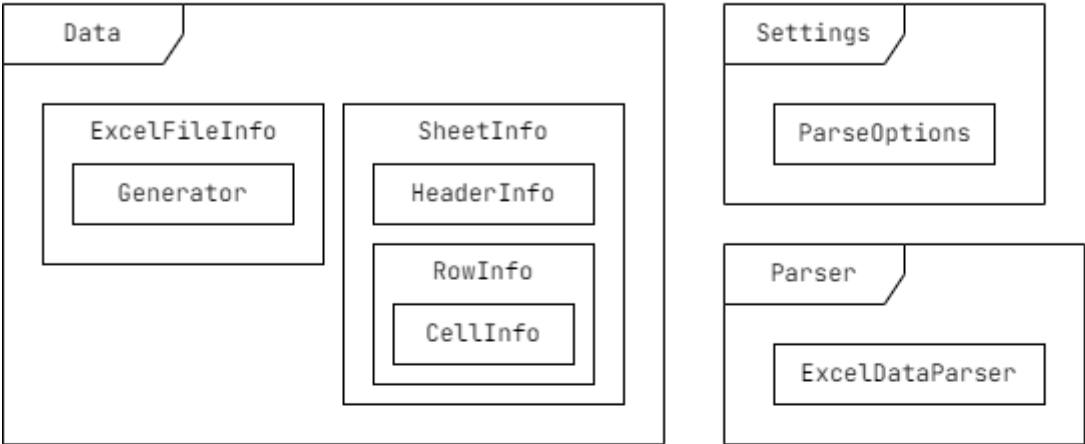 Data
ExcelFileInfo
Generator
SheetInfo
HeaderInfo
RowInfo
CellInfo
Settings
ParseOptions
Parser
ExcelDataParser